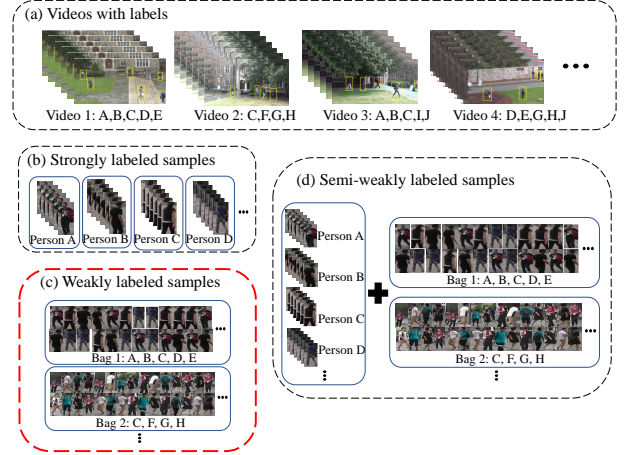 (a) Videos with labels
Video 1: A,B,C,D,E
Video 2: C,F,G,H
Video 3: A,B,C,I,J
Video 4: D,E,G,H,J
(b) Strongly labeled samples
Person A
Person B
Person C
Person D
(c) Weakly labeled samples
Bag 1: A, B, C, D, E
Bag 2: C, F, G, H
(d) Semi-weakly labeled samples
Person A
Person B
Person C
Person D
Bag 1: A, B, C, D, E
Bag 2: C, F, G, H